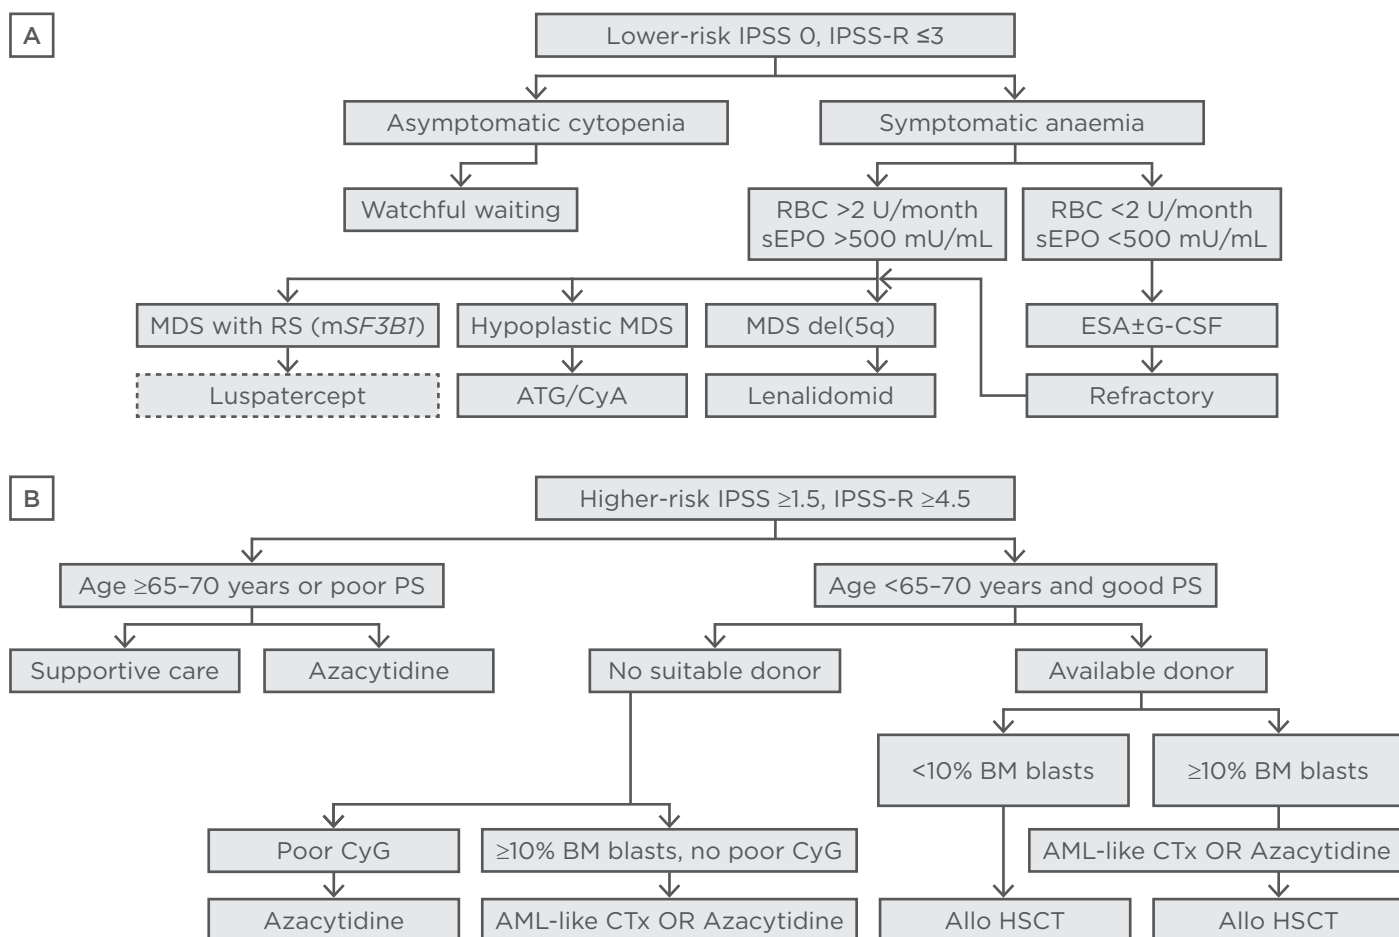 A
Lower-risk IPSS 0, IPSS-R ≤3
Asymptomatic cytopenia
Symptomatic anaemia
Watchful waiting
RBC >2 U/month
sEPO >500 mU/mL
RBC <2 U/month
sEPO <500 mU/mL
MDS with RS (mSF3B1)
Hypoplastic MDS
MDS del(5q)
ESA±G-CSF
Luspatercept
ATG/CyA
Lenalidomid
Refractory
B
Higher-risk IPSS ≥1.5, IPSS-R ≥4.5
Age ≥65–70 years or poor PS
Age <65–70 years and good PS
Supportive care
Azacytidine
No suitable donor
Available donor
<10% BM blasts
≥10% BM blasts
Poor CyG
≥10% BM blasts, no poor CyG
AML-like CTx OR Azacytidine
Azacytidine
AML-like CTx OR Azacytidine
Allo HSCT
Allo HSCT